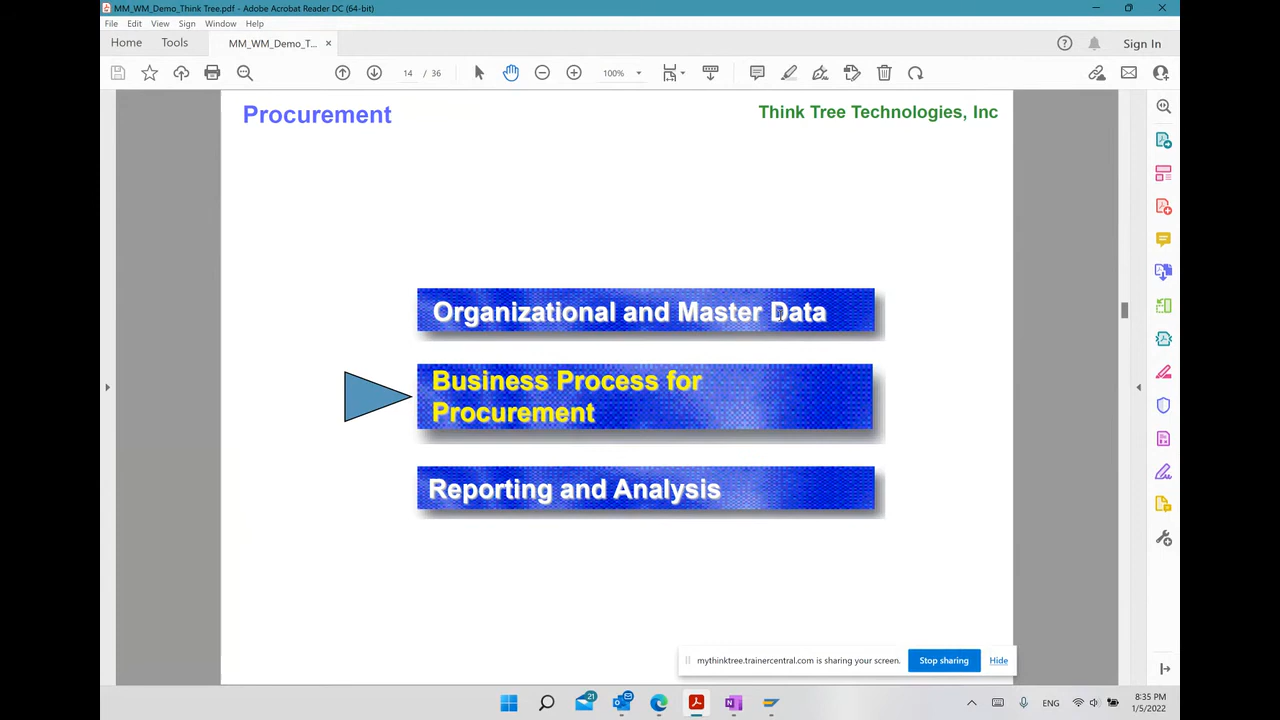 MM_WM_Demo_Think Tree.pdf - Adobe Acrobat Reader DC (64-bit)
File Edit View Sign Window Help
Home Tools MM_WM_Demo_T... × Sign In
14 / 36 100%
Procurement
Think Tree Technologies, Inc
Organizational and Master Data
Business Process for
Procurement
Reporting and Analysis
mythinktree.trainercentral.com is sharing your screen. Stop sharing Hide
21
ENG
8:35 PM
1/5/2022